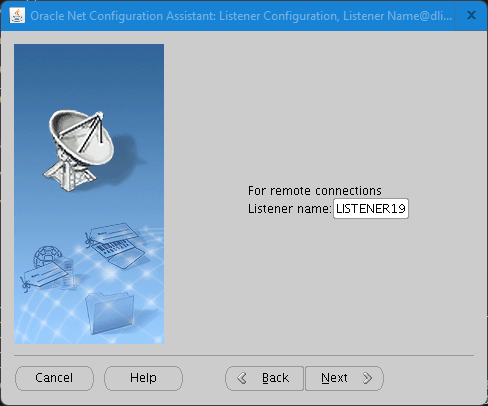 Oracle Net Configuration Assistant: Listener Configuration, Listener Name@dli...
For remote connections
Listener name: LISTENER19
Cancel
Help
Back
Next